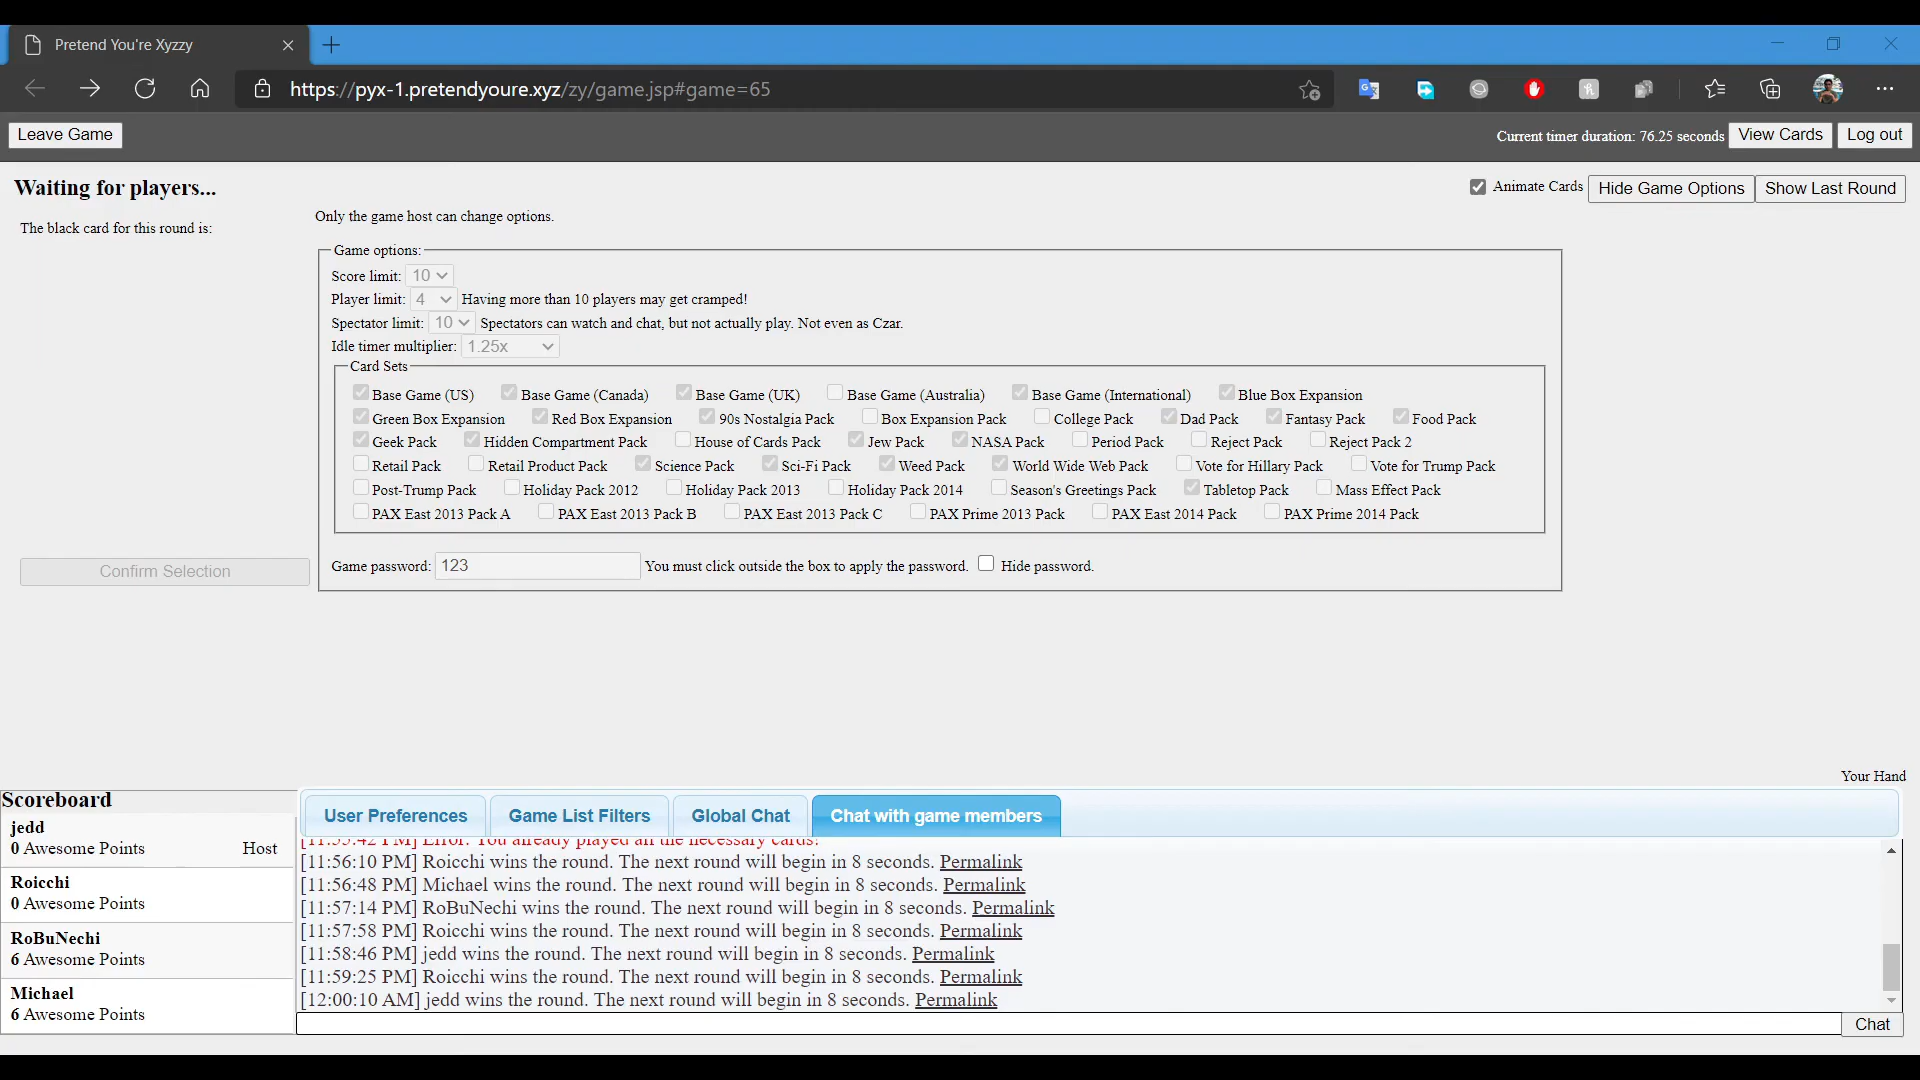 Pretend You're Xyzzy
https://pyx-1.pretendyoure.xyz/zy/game.jsp#game=65
Leave Game
Current timer duration: 76.25 seconds
View Cards
Log out
Waiting for players...
Animate Cards
Hide Game Options
Show Last Round
The black card for this round is:
Only the game host can change options.
Game options:
Score limit: 10
Player limit: 4 Having more than 10 players may get cramped!
Spectator limit: 10 Spectators can watch and chat, but not actually play. Not even as Czar.
Idle timer multiplier: 1.25x
Card Sets
Base Game (US) Base Game (Canada) Base Game (UK) Base Game (Australia) Base Game (International) Blue Box Expansion
Green Box Expansion Red Box Expansion 90s Nostalgia Pack Box Expansion Pack College Pack Dad Pack Fantasy Pack Food Pack
Geek Pack Hidden Compartment Pack House of Cards Pack Jew Pack NASA Pack Period Pack Reject Pack Reject Pack 2
Retail Pack Retail Product Pack Science Pack Sci-Fi Pack Weed Pack World Wide Web Pack Vote for Hillary Pack Vote for Trump Pack
Post-Trump Pack Holiday Pack 2012 Holiday Pack 2013 Holiday Pack 2014 Season's Greetings Pack Tabletop Pack Mass Effect Pack
PAX East 2013 Pack A PAX East 2013 Pack B PAX East 2013 Pack C PAX Prime 2013 Pack PAX East 2014 Pack PAX Prime 2014 Pack
Game password: 123 You must click outside the box to apply the password. Hide password.
Confirm Selection
Your Hand
Scoreboard
jedd
0 Awesome Points Host
Roicchi
0 Awesome Points
RoBuNechi
6 Awesome Points
Michael
6 Awesome Points
User Preferences
Game List Filters
Global Chat
Chat with game members
[11:55:42 PM] Error: You already played all the necessary cards!
[11:56:10 PM] Roicchi wins the round. The next round will begin in 8 seconds. Permalink
[11:56:48 PM] Michael wins the round. The next round will begin in 8 seconds. Permalink
[11:57:14 PM] RoBuNechi wins the round. The next round will begin in 8 seconds. Permalink
[11:57:58 PM] Roicchi wins the round. The next round will begin in 8 seconds. Permalink
[11:58:46 PM] jedd wins the round. The next round will begin in 8 seconds. Permalink
[11:59:25 PM] Roicchi wins the round. The next round will begin in 8 seconds. Permalink
[12:00:10 AM] jedd wins the round. The next round will begin in 8 seconds. Permalink
Chat